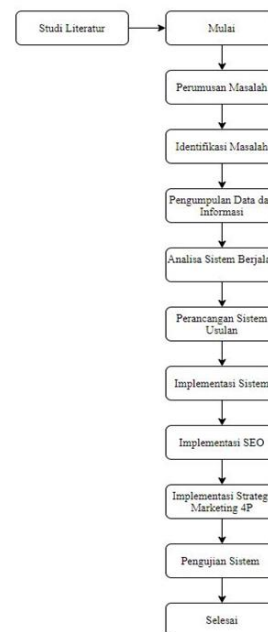 Studi Literatur
Mulai
Perumusan Masalah
Identifikasi Masalah
Pengumpulan Data da
Informasi
Analisa Sistem Berjala
Perancangan Sistem
Usulan
Implementasi Sistem
Implementasi SEO
Implementasi Strateg
Marketing 4P
Pengujian Sistem
Selesai